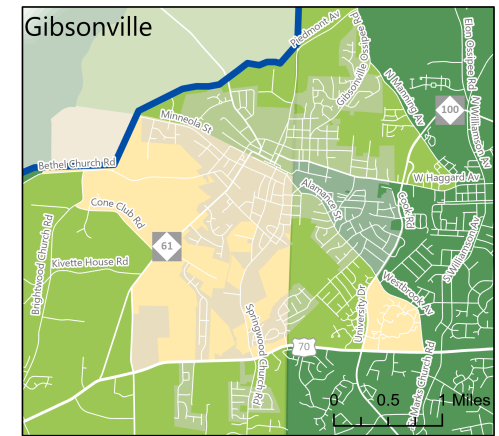 Gibsonville
Piedmont Av
Gibsonville Ossipee Rd
N Manning Av
Elon Ossipee Rd
N Williamson Av
100
Minneola St
Bethel Church Rd
W Haggard Av
Alamance St
Cook Rd
Cone Club Rd
61
Brightwood Church Rd
Kivette House Rd
S Williamson Av
Westbrook Av
University Dr
Springwood Church Rd
70
St Marks Church Rd
0 0.5 1 Miles